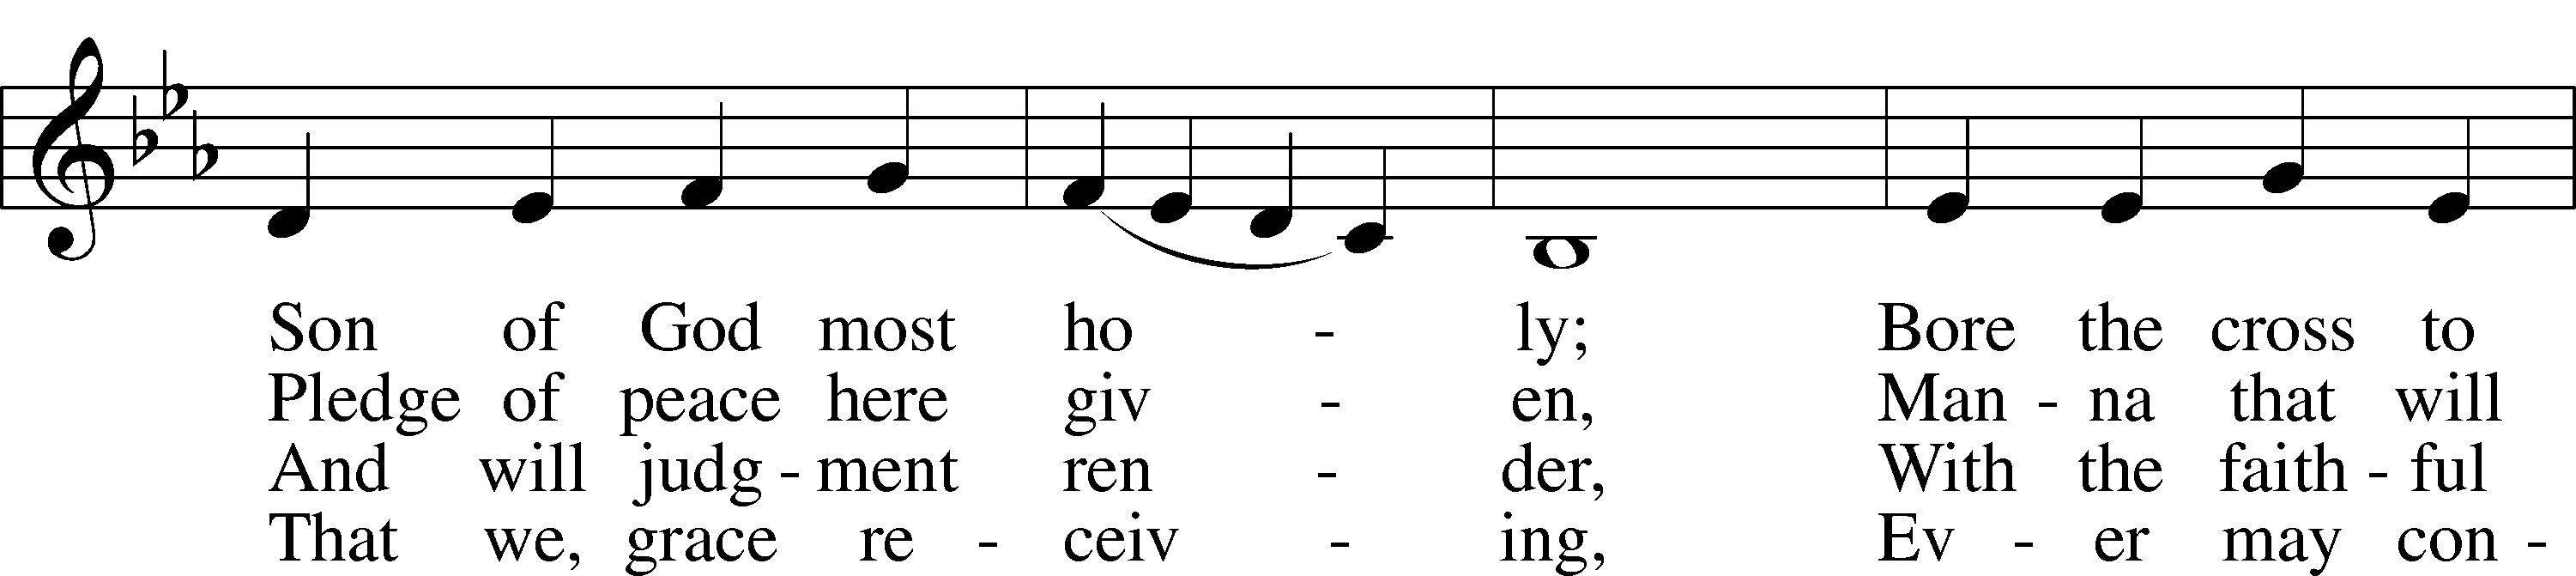 Son of God most ho - ly; Bore the cross to
Pledge of peace here giv - en, Man - na that will
And will judg - ment ren - der, With the faith - ful
That we, grace re - ceiv - ing, Ev - er may con -